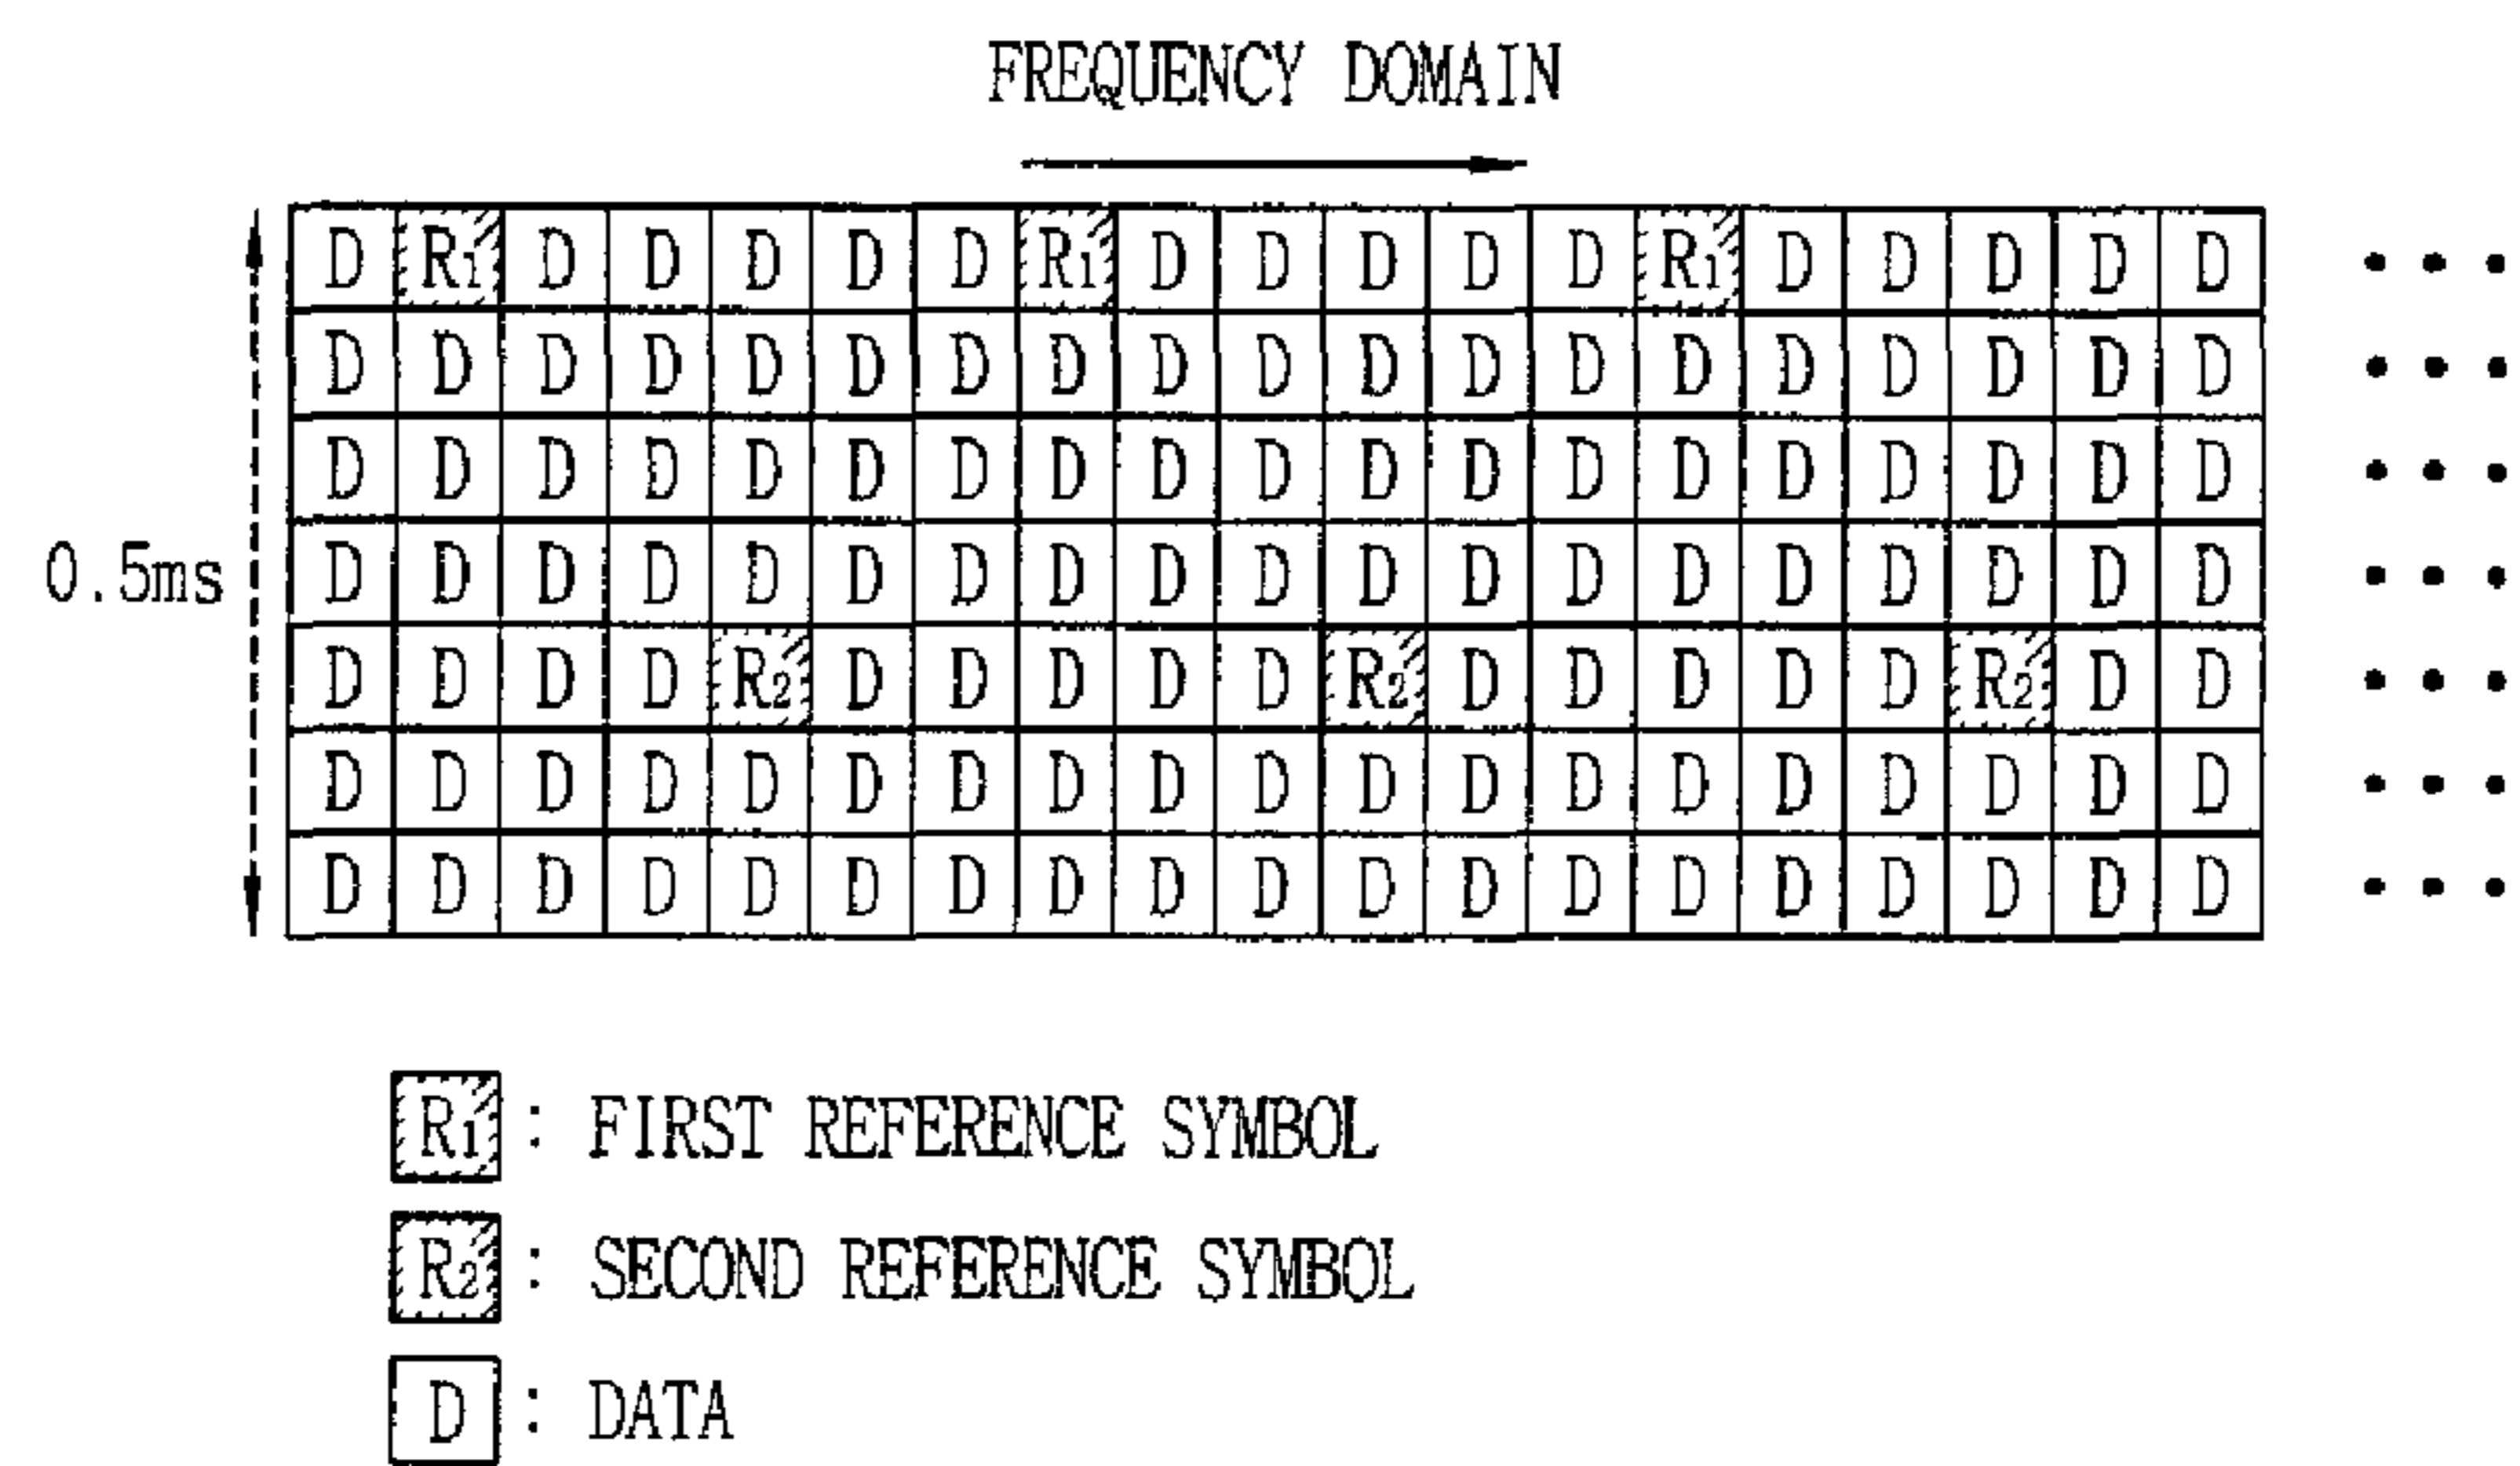 FREQUENCY DOMAIN
D R1 D D D D D R1 D D D D D R1 D D D D D • • •
D D D D D D D D D D D D D D D D D D D • • •
D D D D D D D D D D D D D D D D D D D • • •
0.5ms D D D D D D D D D D D D D D D D D D D • • •
D D D D R2 D D D D D R2 D D D D D R2 D D • • •
D D D D D D D D D D D D D D D D D D D • • •
D D D D D D D D D D D D D D D D D D D • • •
R1 : FIRST REFERENCE SYMBOL
R2 : SECOND REFERENCE SYMBOL
D : DATA